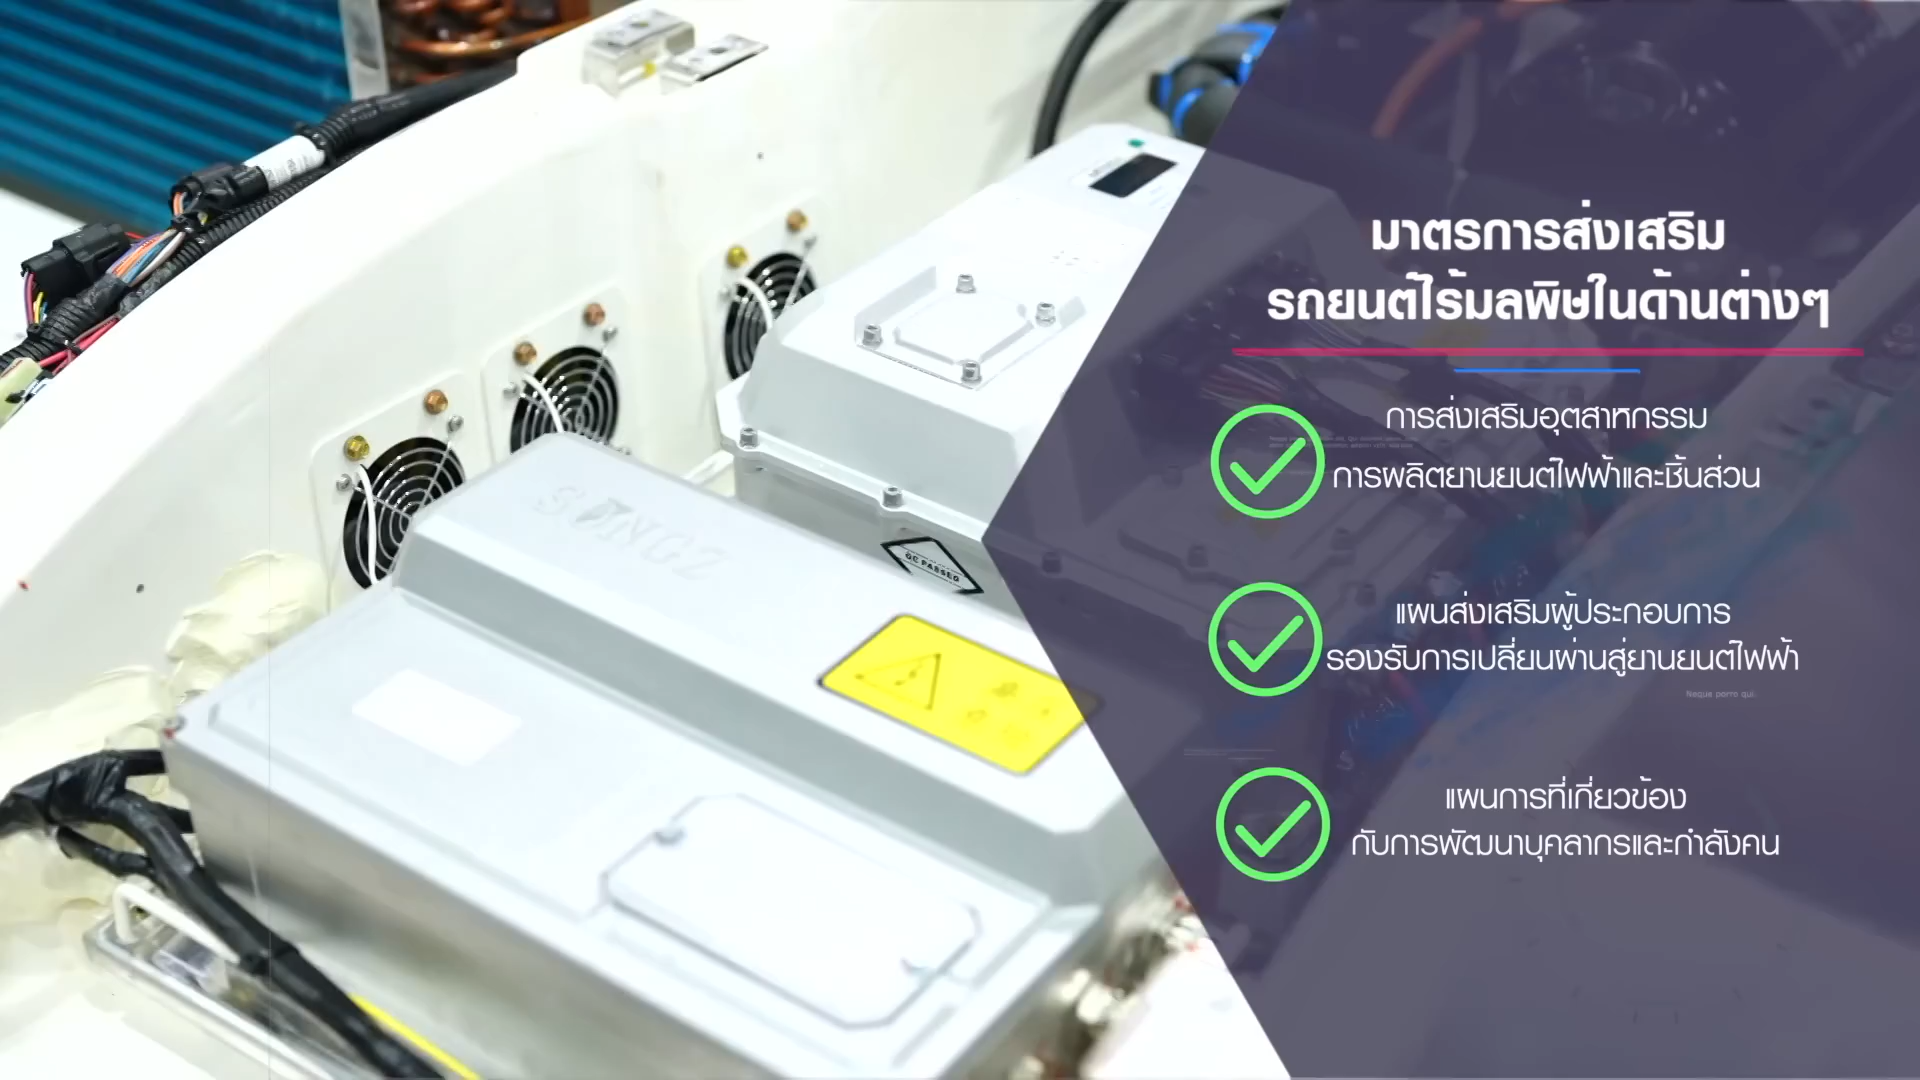 มาตรการส่งเสริม
รถยนต์ไร้มลพิษในด้านต่างๆ
การส่งเสริมอุตสาหกรรม
การผลิตยานยนต์ไฟฟ้าและชิ้นส่วน
แผนส่งเสริมผู้ประกอบการ
รองรับการเปลี่ยนผ่านสู่ยานยนต์ไฟฟ้า
Neque porro qui
แผนการที่เกี่ยวข้อง
กับการพัฒนาบุคลากรและกำลังคน
SONGZ
QC PASSED